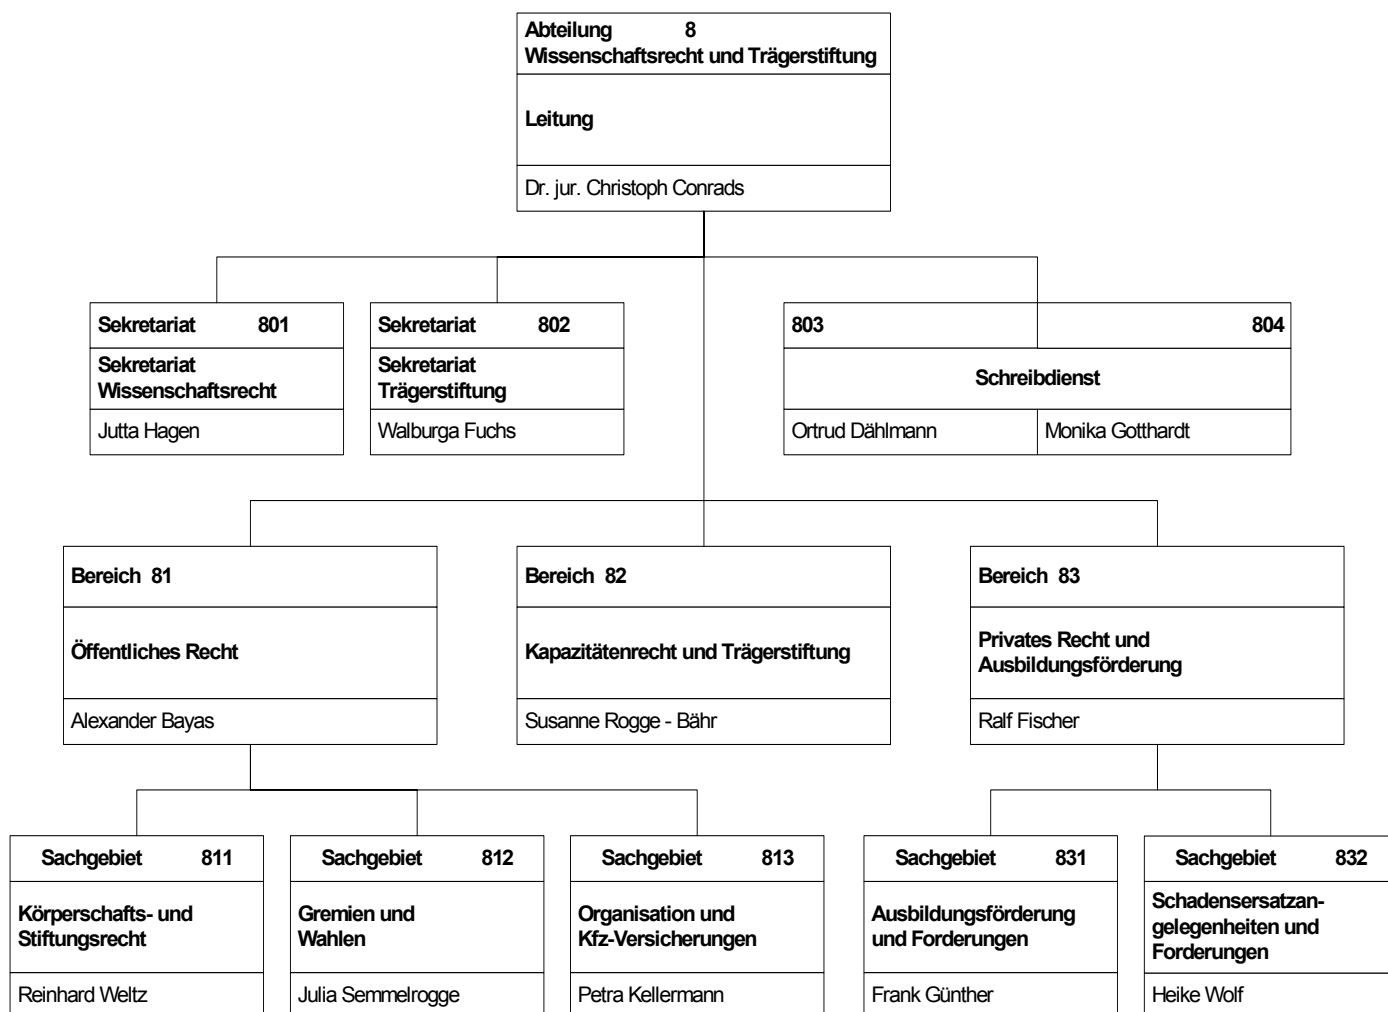 Abteilung 8
Wissenschaftsrecht und Trägerstiftung
Leitung
Dr. jur. Christoph Conrads
Sekretariat 801
Sekretariat
Wissenschaftsrecht
Jutta Hagen
Sekretariat 802
Sekretariat
Trägerstiftung
Walburga Fuchs
803 804
Schreibdienst
Ortrud Dählmann Monika Gotthardt
Bereich 81
Öffentliches Recht
Alexander Bayas
Bereich 82
Kapazitätenrecht und Trägerstiftung
Susanne Rogge - Bähr
Bereich 83
Privates Recht und
Ausbildungsförderung
Ralf Fischer
Sachgebiet 811
Körperschafts- und
Stiftungsrecht
Reinhard Weltz
Sachgebiet 812
Gremien und
Wahlen
Julia Semmelrogge
Sachgebiet 813
Organisation und
Kfz-Versicherungen
Petra Kellermann
Sachgebiet 831
Ausbildungsförderung
und Forderungen
Frank Günther
Sachgebiet 832
Schadensersatzan-
gelegenheiten und
Forderungen
Heike Wolf